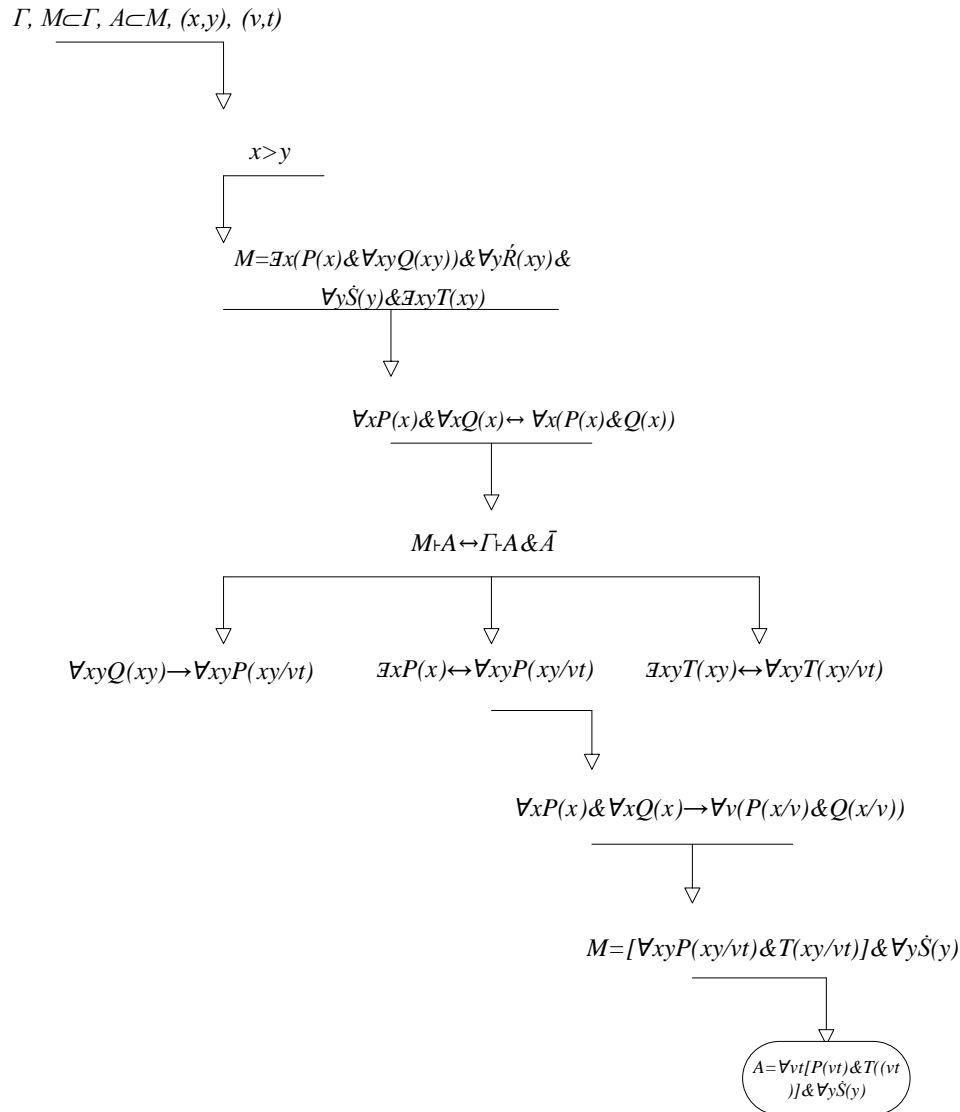 Γ, M⊂Γ, A⊂M, (x,y), (v,t)
x>y
M=∃x(P(x)&∀xyQ(xy))&∀yŔ(xy)&
∀yṠ(y)&∃xyT(xy)
∀xP(x)&∀xQ(x)↔ ∀x(P(x)&Q(x))
M⊦A↔Γ⊦A&Ā
∀xyQ(xy)→∀xyP(xy/vt)
∃xP(x)↔∀xyP(xy/vt)
∃xyT(xy)↔∀xyT(xy/vt)
∀xP(x)&∀xQ(x)→∀v(P(x/v)&Q(x/v))
M=[∀xyP(xy/vt)&T(xy/vt)]&∀yṠ(y)
A=∀vt[P(vt)&T((vt
)]&∀yṠ(y)